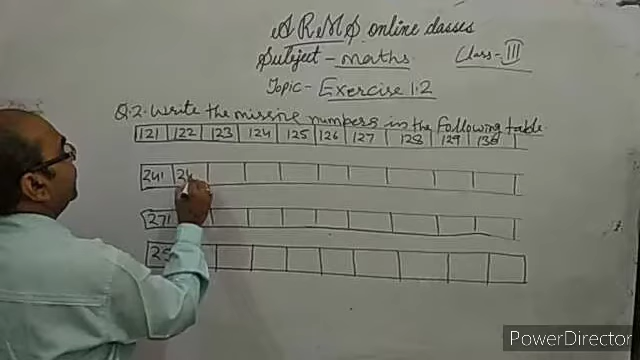 ARMS online classes
Subject - maths Class - III
Topic - Exercise 1.2
Q.2. Write the missing numbers in the following table.
121 122 123 124 125 126 127 128 129 130
241 24
271
PowerDirector